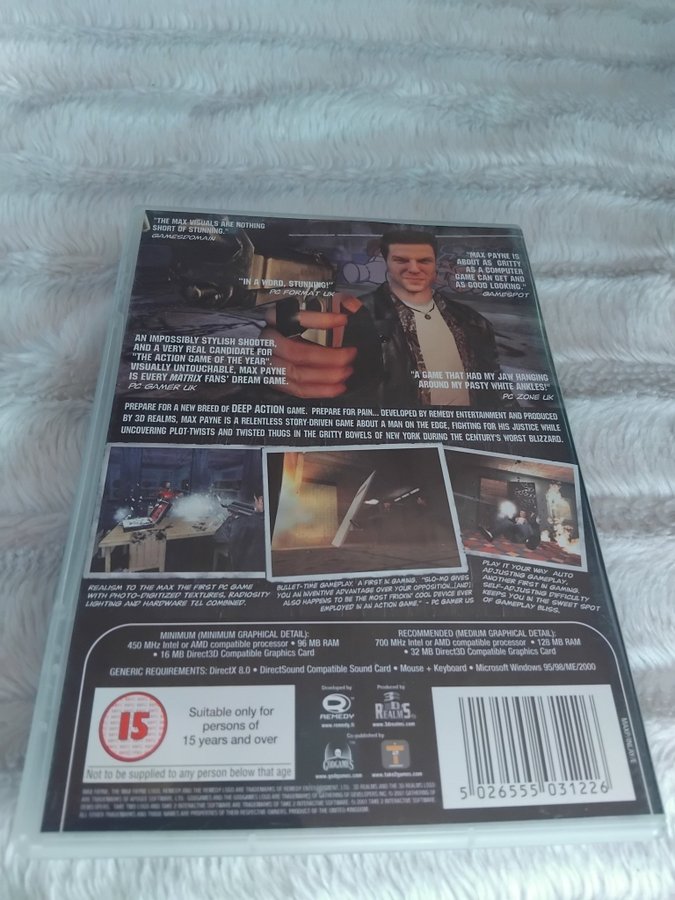 "THE MAX VISUALS ARE NOTHING
SHORT OF STUNNING."
GAMESDOMAIN
"IN A WORD, STUNNING!"
PC FORMAT UK
"MAX PAYNE IS
ABOUT AS GRITTY
AS A COMPUTER
GAME CAN GET AND
AS GOOD LOOKING."
GAMESPOT
AN IMPOSSIBLY STYLISH SHOOTER,
AND A VERY REAL CANDIDATE FOR
"THE ACTION GAME OF THE YEAR".
VISUALLY UNTOUCHABLE, MAX PAYNE
IS EVERY MATRIX FANS' DREAM GAME.
PC GAMER UK
"A GAME THAT HAD MY JAW HANGING
AROUND MY PASTY WHITE ANKLES!"
PC ZONE UK
PREPARE FOR A NEW BREED OF DEEP ACTION GAME. PREPARE FOR PAIN... DEVELOPED BY REMEDY ENTERTAINMENT AND PRODUCED
BY 3D REALMS, MAX PAYNE IS A RELENTLESS STORY-DRIVEN GAME ABOUT A MAN ON THE EDGE, FIGHTING FOR HIS JUSTICE WHILE
UNCOVERING PLOT-TWISTS AND TWISTED THUGS IN THE GRITTY BOWELS OF NEW YORK DURING THE CENTURY'S WORST BLIZZARD.
REALISM TO THE MAX THE FIRST PC GAME
WITH PHOTO-DIGITIZED TEXTURES, RADIOSITY
LIGHTING AND HARDWARE T&L COMBINED.
BULLET-TIME GAMEPLAY, A FIRST IN GAMING. "SLO-MO GIVES
YOU AN INVENTIVE ADVANTAGE OVER YOUR OPPOSITION...[AND]
ALSO HAPPENS TO BE THE MOST FRICKIN' COOL DEVICE EVER
EMPLOYED IN AN ACTION GAME." - PC GAMER US
PLAY IT YOUR WAY AUTO
ADJUSTING GAMEPLAY,
ANOTHER FIRST IN GAMING.
SELF-ADJUSTING DIFFICULTY
KEEPS YOU IN THE SWEET SPOT
OF GAMEPLAY BLISS.
MINIMUM (MINIMUM GRAPHICAL DETAIL):
450 MHz Intel or AMD compatible processor • 96 MB RAM
• 16 MB Direct3D Compatible Graphics Card
RECOMMENDED (MEDIUM GRAPHICAL DETAIL):
700 MHz Intel or AMD compatible processor • 128 MB RAM
• 32 MB Direct3D Compatible Graphics Card
GENERIC REQUIREMENTS: DirectX 8.0 • DirectSound Compatible Sound Card • Mouse + Keyboard • Microsoft Windows 95/98/ME/2000
15
Suitable only for
persons of
15 years and over
Not to be supplied to any person below that age
Developed by
REMEDY
www.remedy.fi
Produced by
3D REALMS
www.3drealms.com
Co-published by
GODGAMES
www.godgames.com
www.take2games.com
5 026555 031226